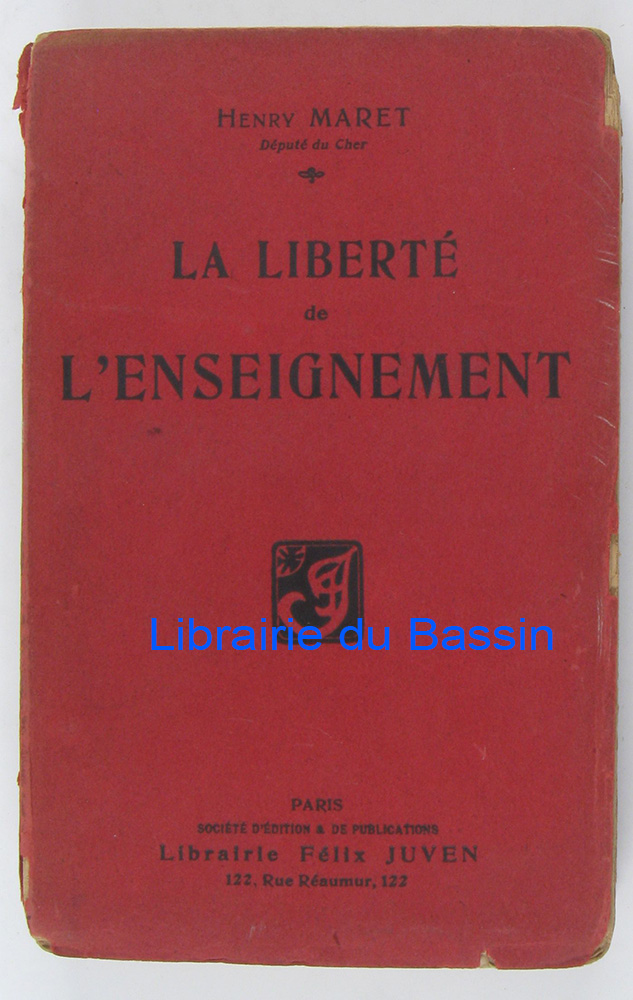 HENRY MARET
Député du Cher
LA LIBERTÉ
de
L'ENSEIGNEMENT
Librairie du Bassin
PARIS
SOCIÉTÉ D'ÉDITION & DE PUBLICATIONS
Librairie Félix JUVEN
122, Rue Réaumur, 122